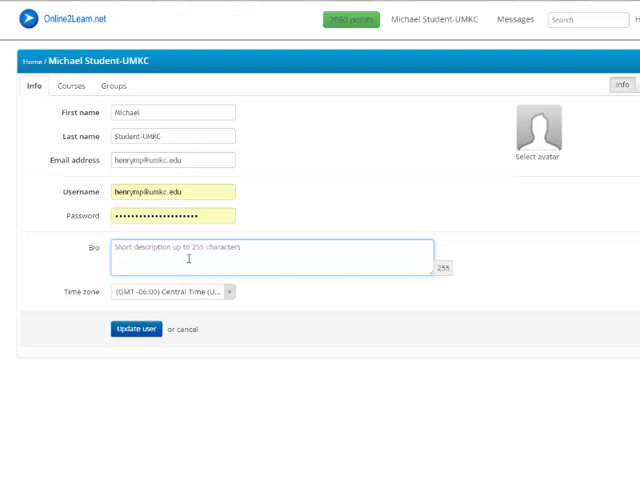 Online2Learn.net
2060 points
Michael Student-UMKC
Messages
Search
H
Home / Michael Student-UMKC
Info
Courses
Groups
Info
First name
Michael
Last name
Student-UMKC
Email address
henrymp@umkc.edu
Select avatar
Username
henrymp@umkc.edu
Password
Bio
Short description up to 255 characters
255
Time zone
(GMT -06:00) Central Time (U...
Update user
or cancel